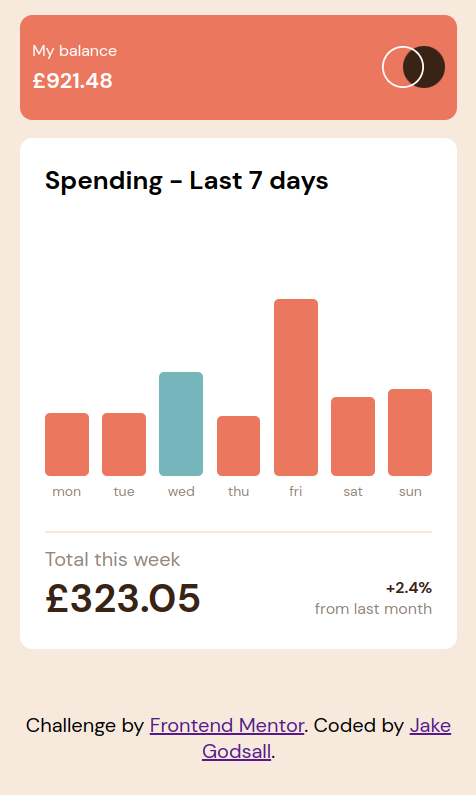 My balance
£921.48
Spending - Last 7 days
mon tue wed thu fri sat sun
Total this week
£323.05
+2.4%
from last month
Challenge by Frontend Mentor. Coded by Jake
Godsall.